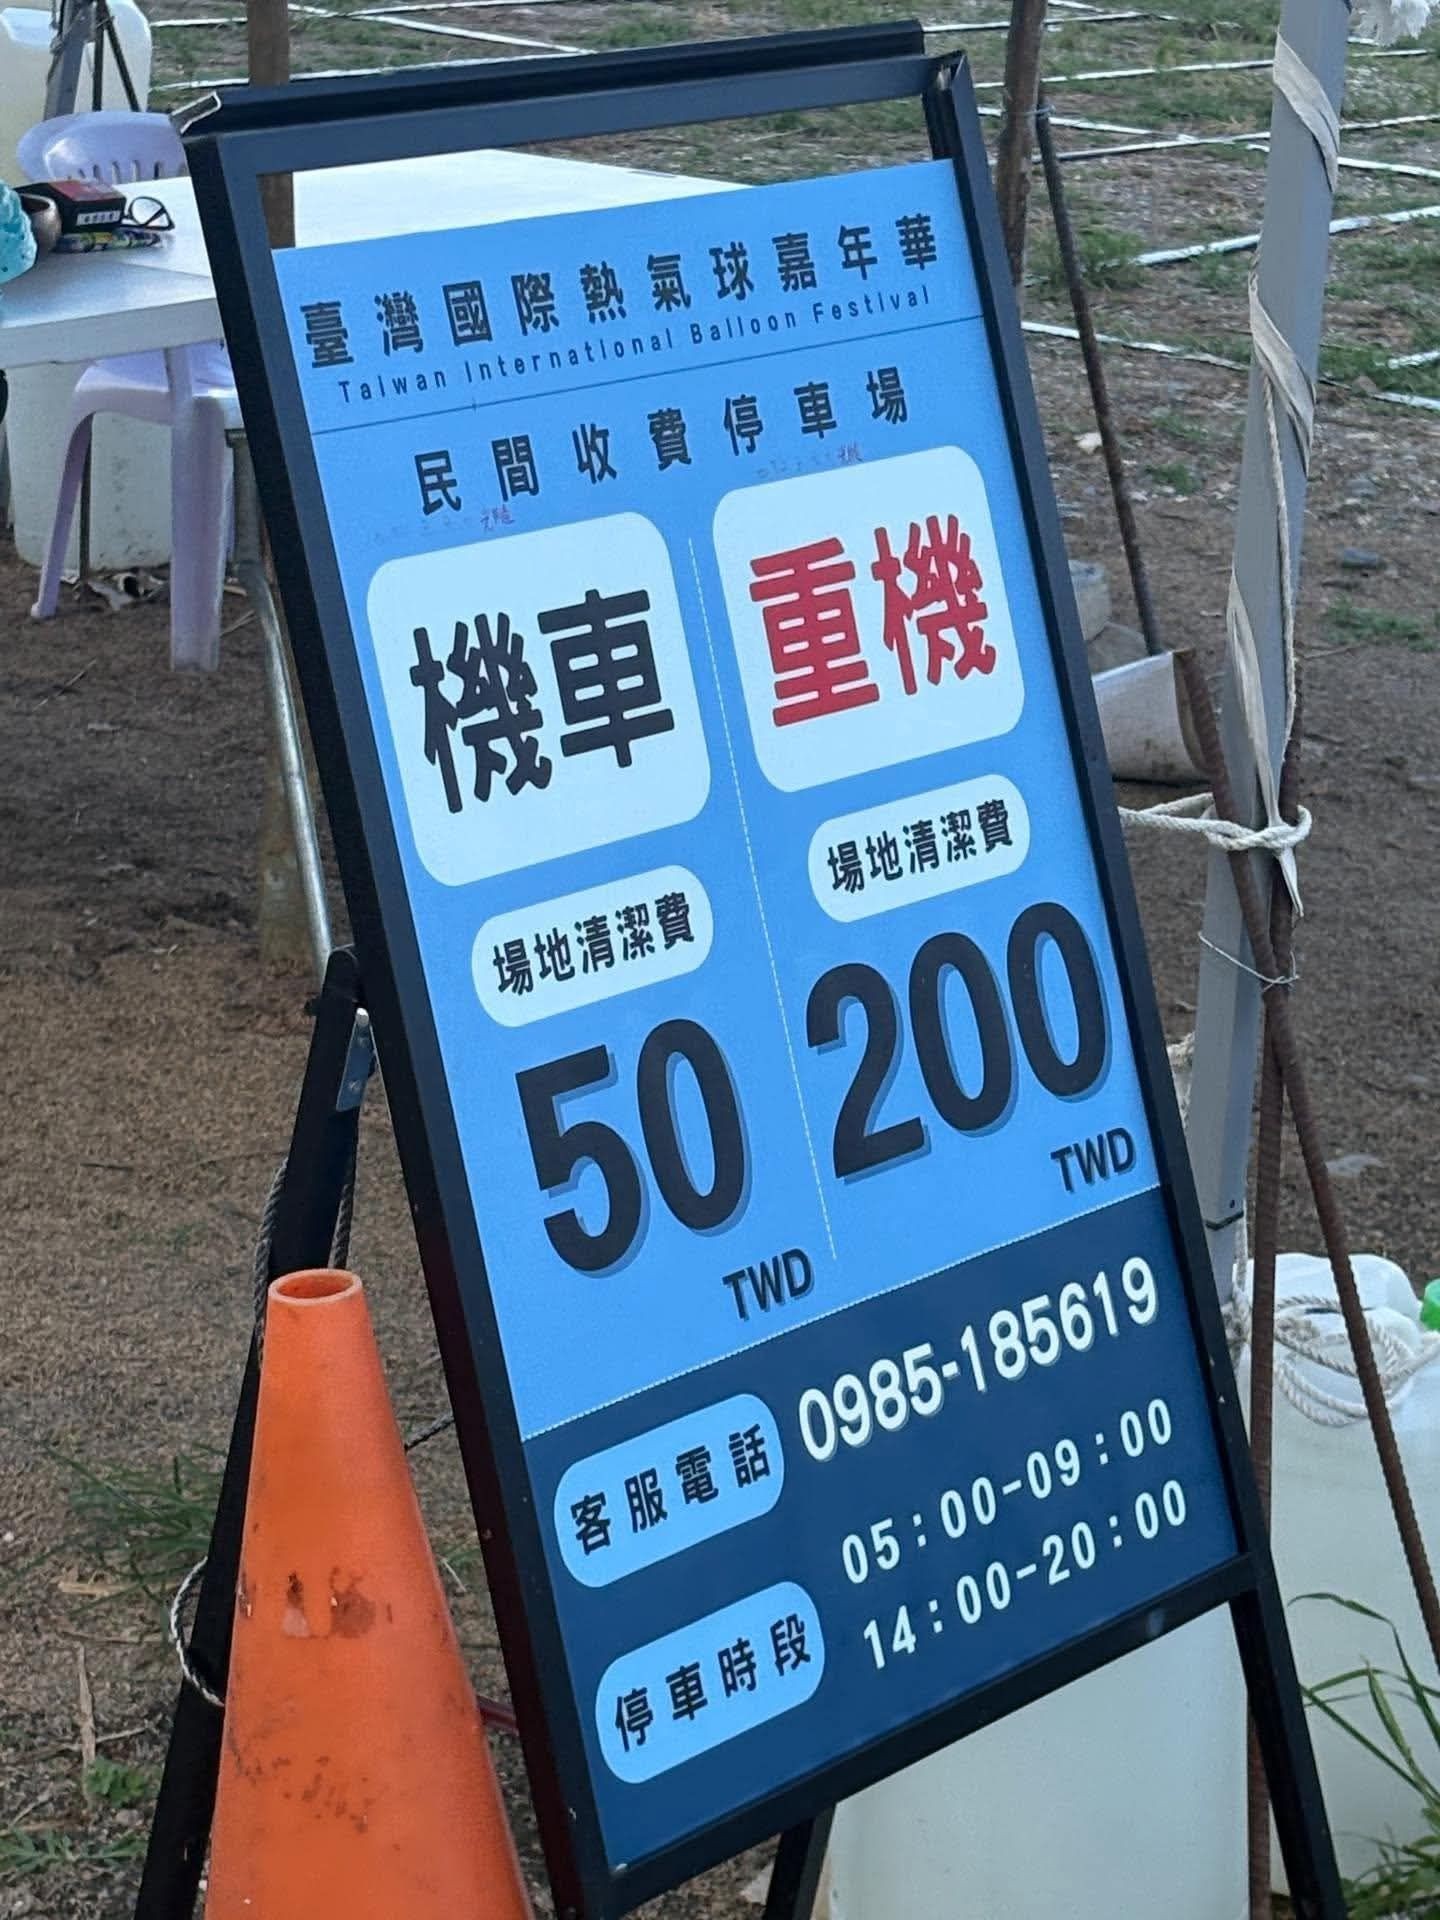 臺灣國際熱氣球嘉年華
Taiwan International Balloon Festival
民間收費停車場
機車
重機
場地清潔費
場地清潔費
50
TWD
200
TWD
客服電話
0985-185619
停車時段
05：00-09：00
14：00-20：00